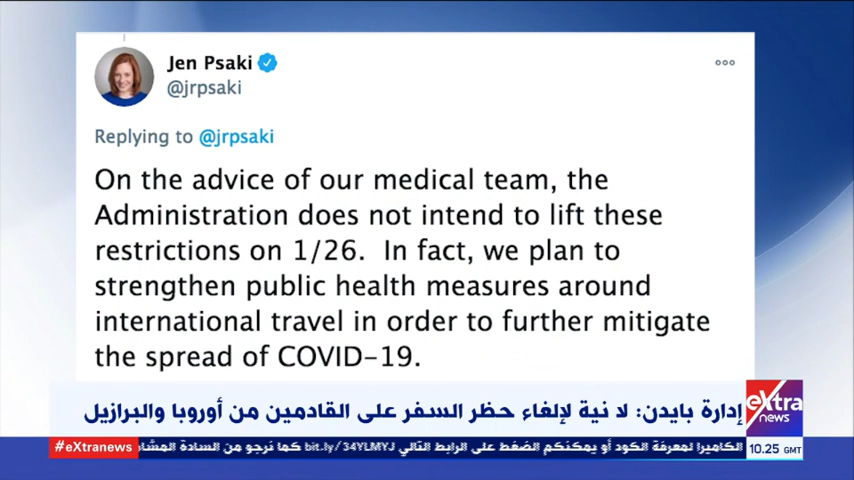 Jen Psaki
@jrpsaki
Replying to @jrpsaki
On the advice of our medical team, the
Administration does not intend to lift these
restrictions on 1/26. In fact, we plan to
strengthen public health measures around
international travel in order to further mitigate
the spread of COVID-19.
إدارة بايدن: لا نية لإلغاء حظر السفر على القادمين من أوروبا والبرازيل
eXtra
news
#eXtranews
الكاميرا لمعرفة الكود أو يمكنكم الضغط على الرابط التالي bit.ly/34YLMYJ كما نرجو من السادة
10.25 GMT